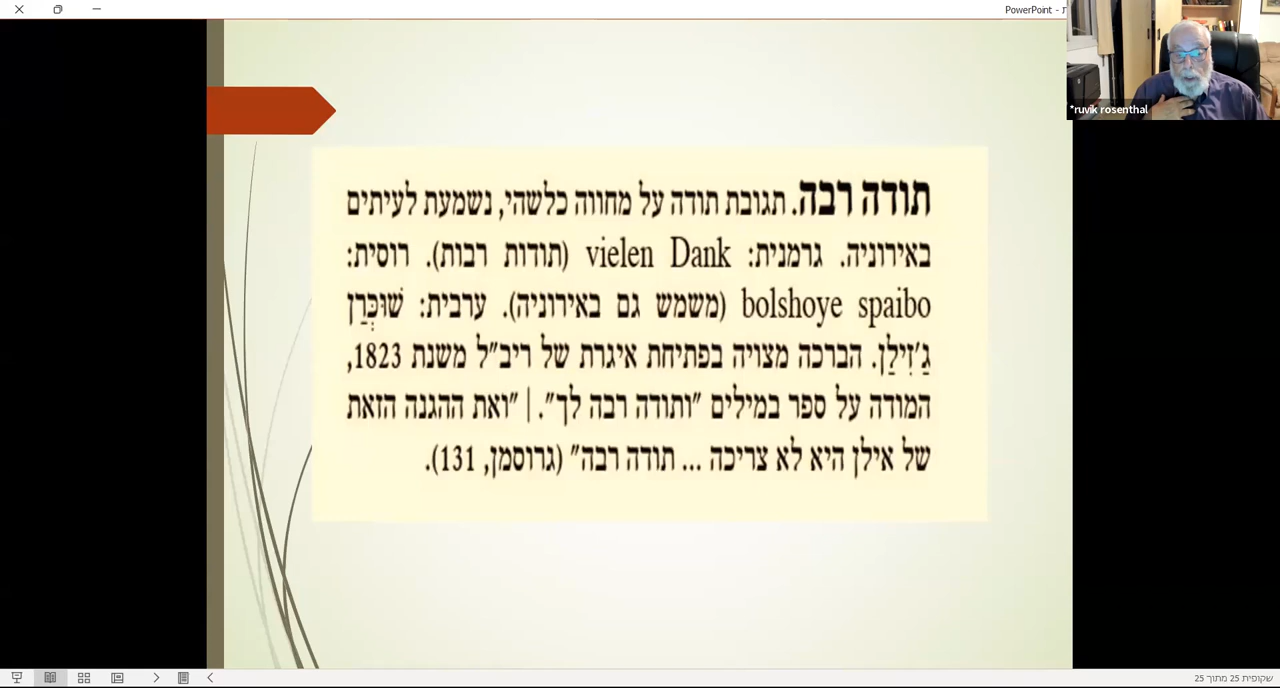 ת - PowerPoint
*ruvik rosenthal
תודה רבה. תגובת תודה על מחווה כלשהי, נשמעת לעיתים
באירוניה. גרמנית: vielen Dank (תודות רבות). רוסית:
bolshoye spaibo (משמש גם באירוניה). ערבית: שׁוּכְּרַן
גַ׳זִילַן. הברכה מצויה בפתיחת איגרת של ריב״ל משנת 1823,
המודה על ספר במילים ״ותודה רבה לך״. | ״ואת ההגנה הזאת
של אילן היא לא צריכה ... תודה רבה״ (גרוסמן, 131).
שקופית 25 מתוך 25